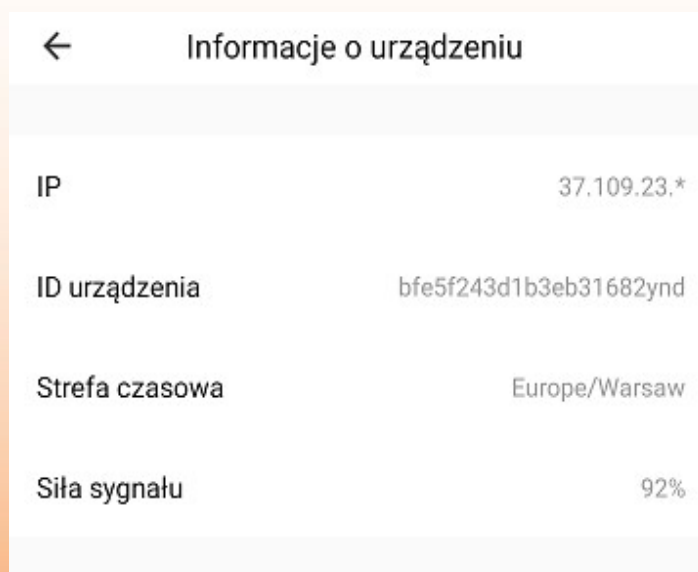 Informacje o urządzeniu
IP 37.109.23.*
ID urządzenia bfe5f243d1b3eb31682ynd
Strefa czasowa Europe/Warsaw
Siła sygnału 92%